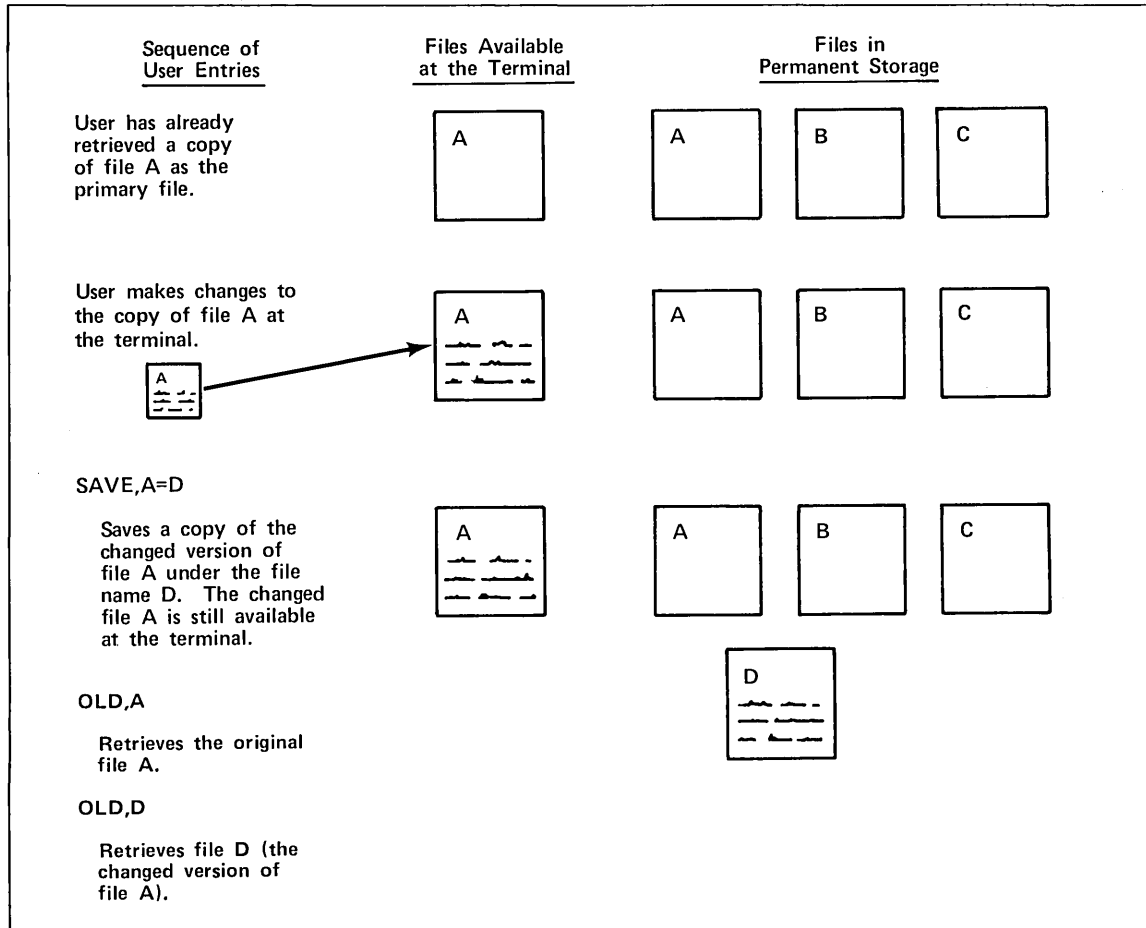 Sequence of
User Entries
Files Available
at the Terminal
Files in
Permanent Storage
User has already
retrieved a copy
of file A as the
primary file.
A
A
B
C
User makes changes to
the copy of file A at
the terminal.
A
A
A
B
C
SAVE,A=D
Saves a copy of the
changed version of
file A under the file
name D. The changed
file A is still available
at the terminal.
A
A
B
C
D
OLD,A
Retrieves the original
file A.
OLD,D
Retrieves file D (the
changed version of
file A).